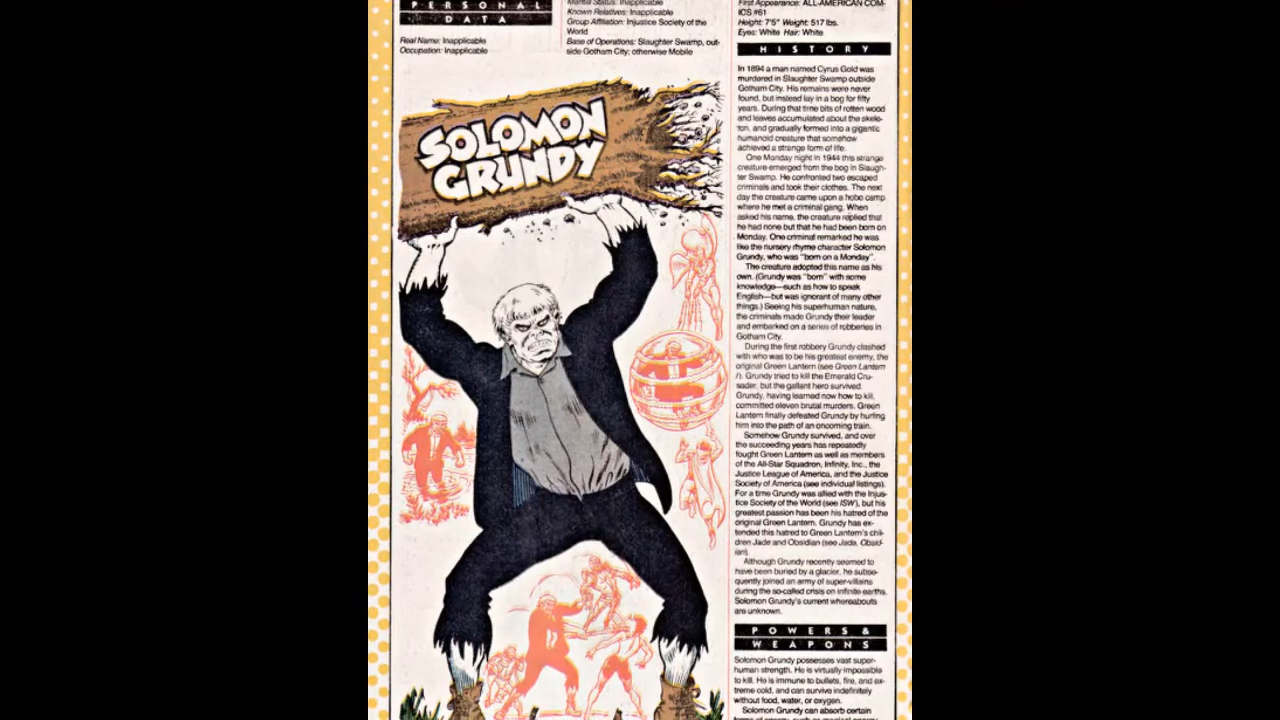 PERSONAL
DATA
Real Name: Inapplicable
Occupation: Inapplicable
Marital Status: Inapplicable
Known Relatives: Inapplicable
Group Affiliation: Injustice Society of the
World
Base of Operations: Slaughter Swamp, out-
side Gotham City; otherwise Mobile
SOLOMON
GRUNDY
First Appearance: ALL-AMERICAN COM-
ICS #61
Height: 7'5" Weight: 517 lbs.
Eyes: White Hair: White
HISTORY
In 1894 a man named Cyrus Gold was
murdered in Slaughter Swamp outside
Gotham City. His remains were never
found, but instead lay in a bog for fifty
years. During that time bits of rotten wood
and leaves accumulated about the skele-
ton, and gradually formed into a gigantic
humanoid creature that somehow
achieved a strange form of life.
One Monday night in 1944 this strange
creature emerged from the bog in Slaugh-
ter Swamp. He confronted two escaped
criminals and took their clothes. The next
day the creature came upon a hobo camp
where he met a criminal gang. When
asked his name, the creature replied that
he had none but that he had been born on
Monday. One criminal remarked he was
like the nursery rhyme character Solomon
Grundy, who was "born on a Monday".
The creature adopted this name as his
own. (Grundy was "born" with some
knowledge—such as how to speak
English—but was ignorant of many other
things.) Seeing his superhuman nature,
the criminals made Grundy their leader
and embarked on a series of robberies in
Gotham City.
During the first robbery Grundy clashed
with who was to be his greatest enemy, the
original Green Lantern (see Green Lantern
I). Grundy tried to kill the Emerald Cru-
sader, but the gallant hero survived.
Grundy, having learned now how to kill,
committed eleven brutal murders. Green
Lantern finally defeated Grundy by hurling
him into the path of an oncoming train.
Somehow Grundy survived, and over
the succeeding years has repeatedly
fought Green Lantern as well as members
of the All-Star Squadron, Infinity, Inc., the
Justice League of America, and the Justice
Society of America (see individual listings).
For a time Grundy was allied with the Injus-
tice Society of the World (see ISW), but his
greatest passion has been his hatred of the
original Green Lantern. Grundy has ex-
tended this hatred to Green Lantern's chil-
dren Jade and Obsidian (see Jade, Obsid-
ian).
Although Grundy recently seemed to
have been buried by a glacier, he subse-
quently joined an army of super-villains
during the so-called crisis on infinite earths.
Solomon Grundy's current whereabouts
are unknown.
POWERS &
WEAPONS
Solomon Grundy possesses vast super-
human strength. He is virtually impossible
to kill. He is immune to bullets, fire, and ex-
treme cold, and can survive indefinitely
without food, water, or oxygen.
Solomon Grundy can absorb certain
forms of energy, such as magical energy